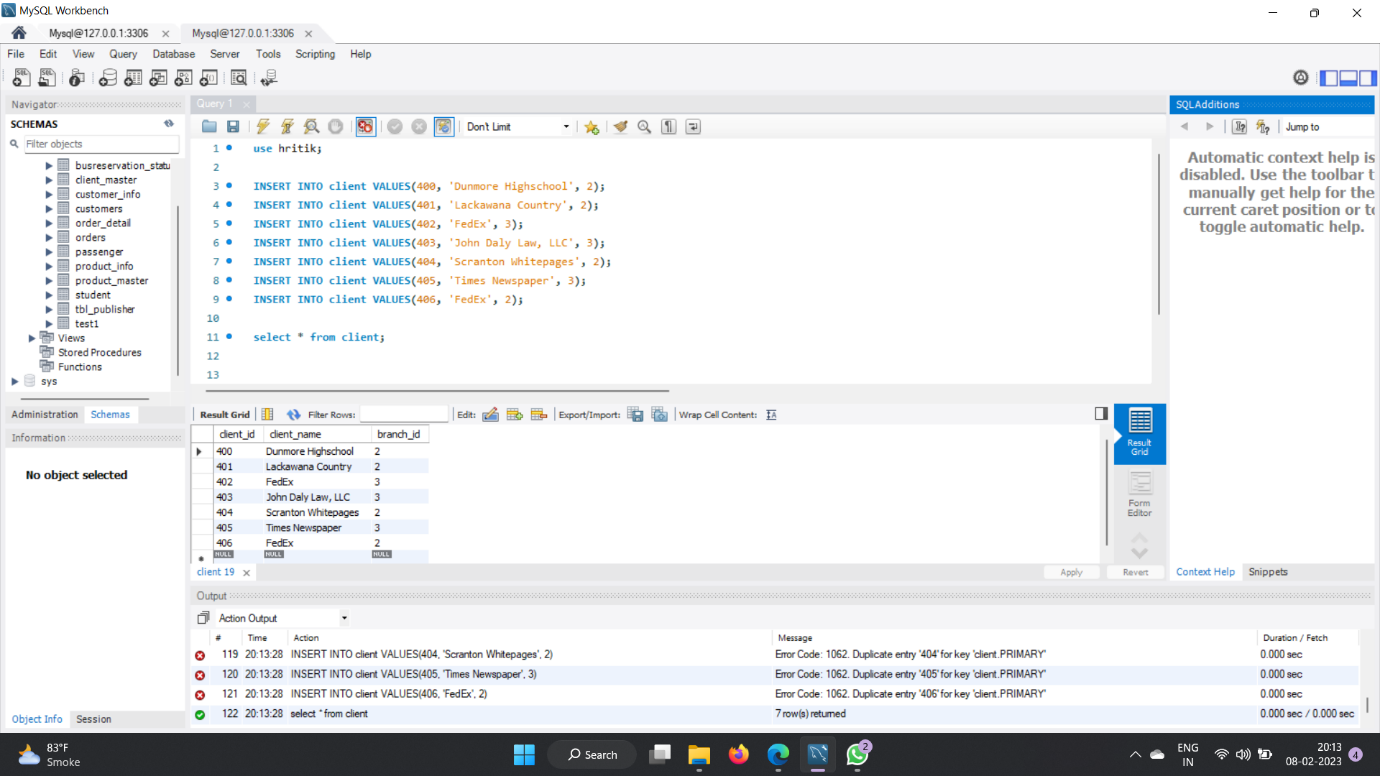 MySQL Workbench
Mysql@127.0.0.1:3306 Mysql@127.0.0.1:3306
File Edit View Query Database Server Tools Scripting Help
Navigator
SCHEMAS
Filter objects
busreservation_statu
client_master
customer_info
customers
order_detail
orders
passenger
product_info
product_master
student
tbl_publisher
test1
Views
Stored Procedures
Functions
sys
Administration Schemas
Information
No object selected
Object Info Session
Query 1
Don't Limit
1 use hritik;
2
3 INSERT INTO client VALUES(400, 'Dunmore Highschool', 2);
4 INSERT INTO client VALUES(401, 'Lackawana Country', 2);
5 INSERT INTO client VALUES(402, 'FedEx', 3);
6 INSERT INTO client VALUES(403, 'John Daly Law, LLC', 3);
7 INSERT INTO client VALUES(404, 'Scranton Whitepages', 2);
8 INSERT INTO client VALUES(405, 'Times Newspaper', 3);
9 INSERT INTO client VALUES(406, 'FedEx', 2);
10
11 select * from client;
12
13
Result Grid Filter Rows: Edit: Export/Import: Wrap Cell Content:
client_id client_name branch_id
400 Dunmore Highschool 2
401 Lackawana Country 2
402 FedEx 3
403 John Daly Law, LLC 3
404 Scranton Whitepages 2
405 Times Newspaper 3
406 FedEx 2
NULL NULL NULL
Result
Grid
Form
Editor
client 19 Apply Revert
SQLAdditions
Jump to
Automatic context help is
disabled. Use the toolbar t
manually get help for the
current caret position or to
toggle automatic help.
Context Help Snippets
Output
Action Output
# Time Action Message Duration / Fetch
119 20:13:28 INSERT INTO client VALUES(404, 'Scranton Whitepages', 2) Error Code: 1062. Duplicate entry '404' for key 'client.PRIMARY' 0.000 sec
120 20:13:28 INSERT INTO client VALUES(405, 'Times Newspaper', 3) Error Code: 1062. Duplicate entry '405' for key 'client.PRIMARY' 0.000 sec
121 20:13:28 INSERT INTO client VALUES(406, 'FedEx', 2) Error Code: 1062. Duplicate entry '406' for key 'client.PRIMARY' 0.000 sec
122 20:13:28 select * from client 7 row(s) returned 0.000 sec / 0.000 sec
83°F
Smoke
Search
2
ENG
IN
20:13
08-02-2023
4